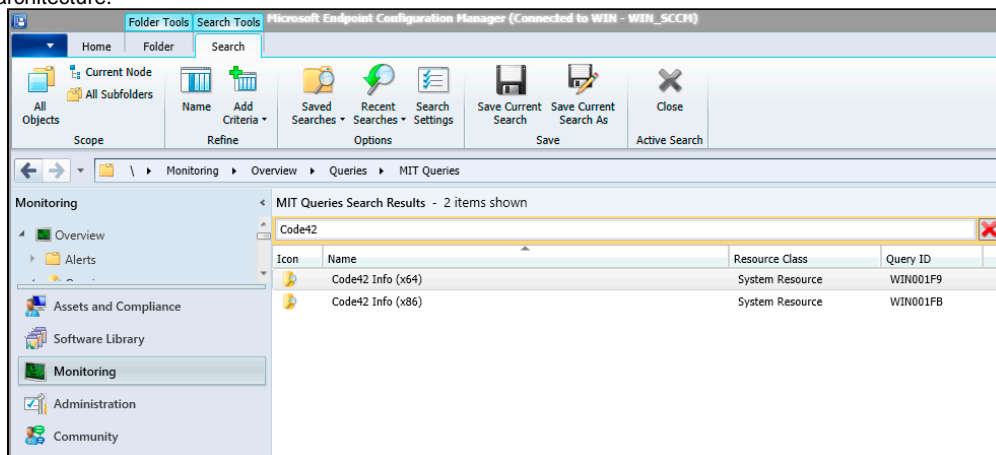 architecture.
Folder Tools Search Tools Microsoft Endpoint Configuration Manager (Connected to WIN - WIN_SCCM)
Home Folder Search
All Objects
Current Node
All Subfolders
Scope
Name
Add Criteria
Refine
Saved Searches
Recent Searches
Search Settings
Options
Save Current Search
Save Current Search As
Save
Close
Active Search
\ Monitoring Overview Queries MIT Queries
Monitoring
Overview
Alerts
Assets and Compliance
Software Library
Monitoring
Administration
Community
MIT Queries Search Results - 2 items shown
Code42
Icon Name Resource Class Query ID
Code42 Info (x64) System Resource WIN001F9
Code42 Info (x86) System Resource WIN001FB